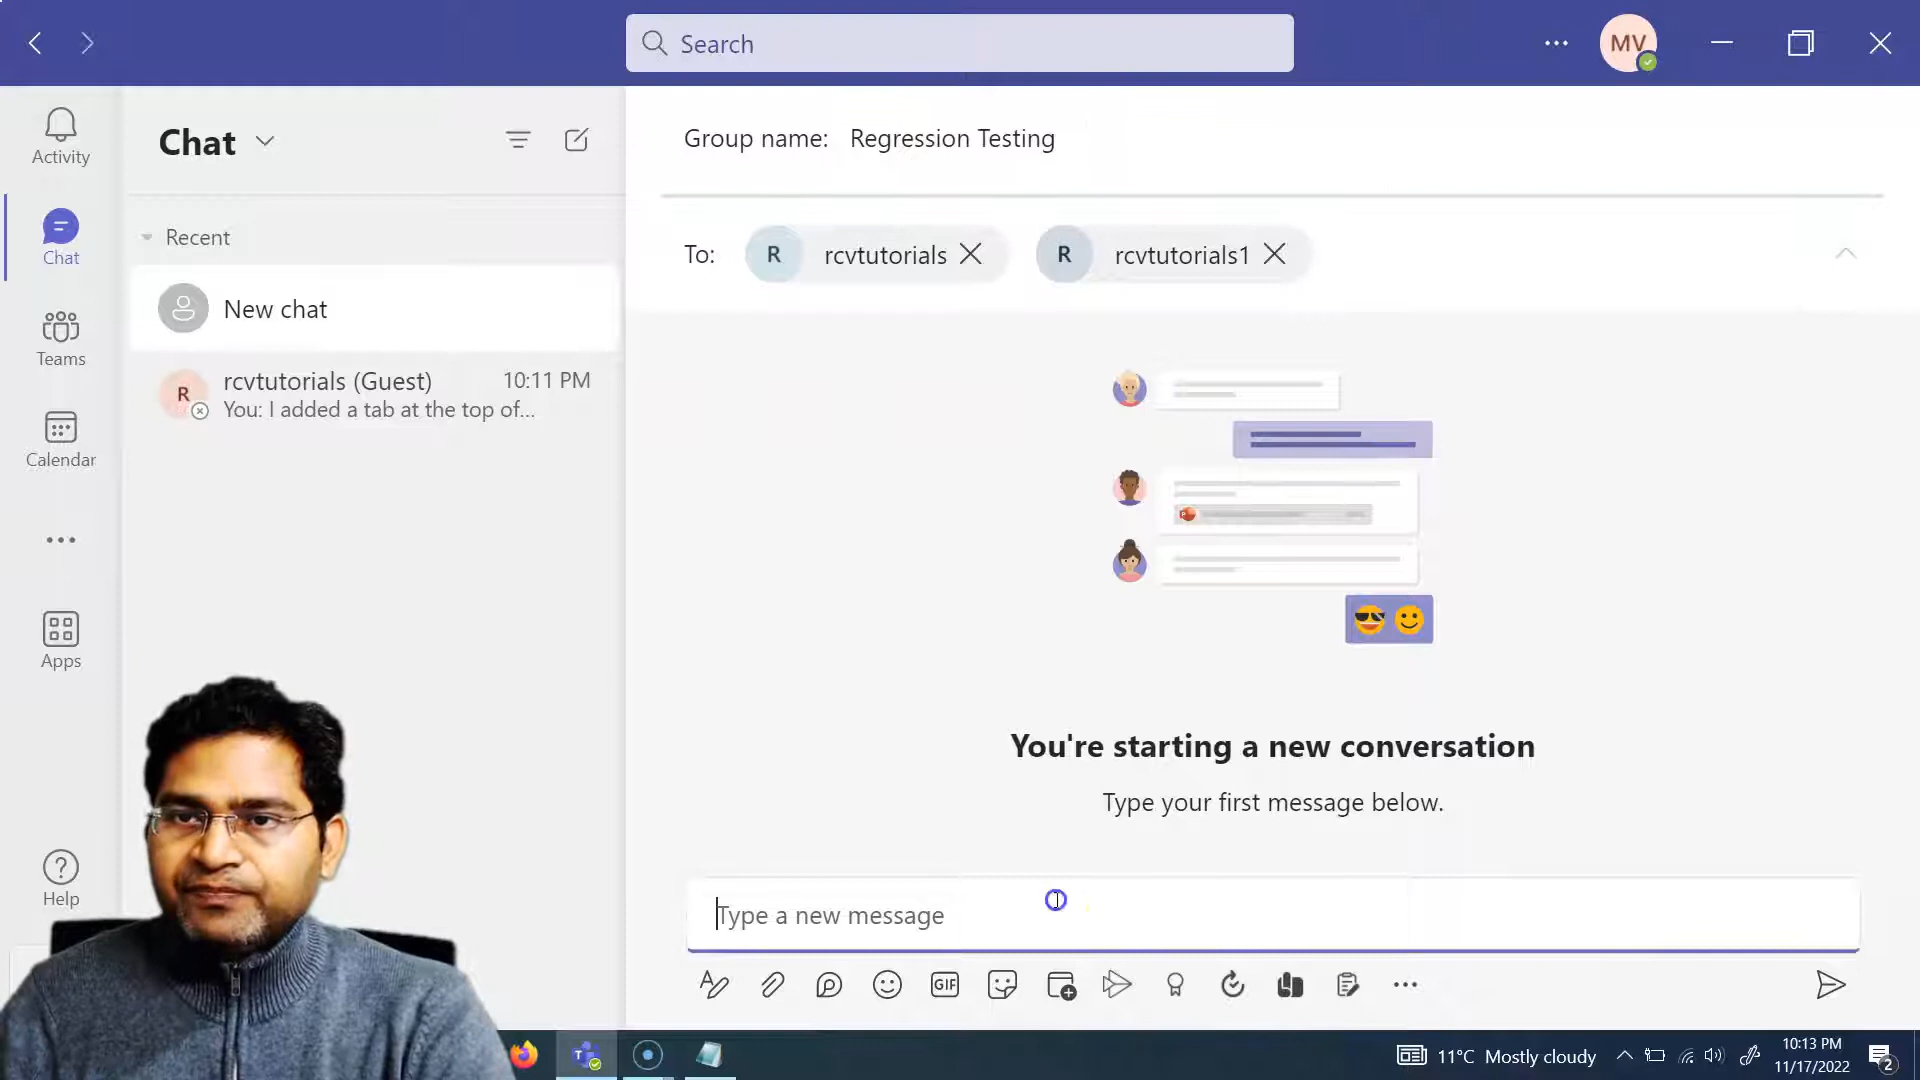 Search
MV
Activity
Chat
Teams
Calendar
Apps
Help
Chat
Recent
New chat
R
rcvtutorials (Guest)
10:11 PM
You: I added a tab at the top of...
Group name: Regression Testing
To: R rcvtutorials R rcvtutorials1
You're starting a new conversation
Type your first message below.
Type a new message
GIF
11°C Mostly cloudy
10:13 PM
11/17/2022
2